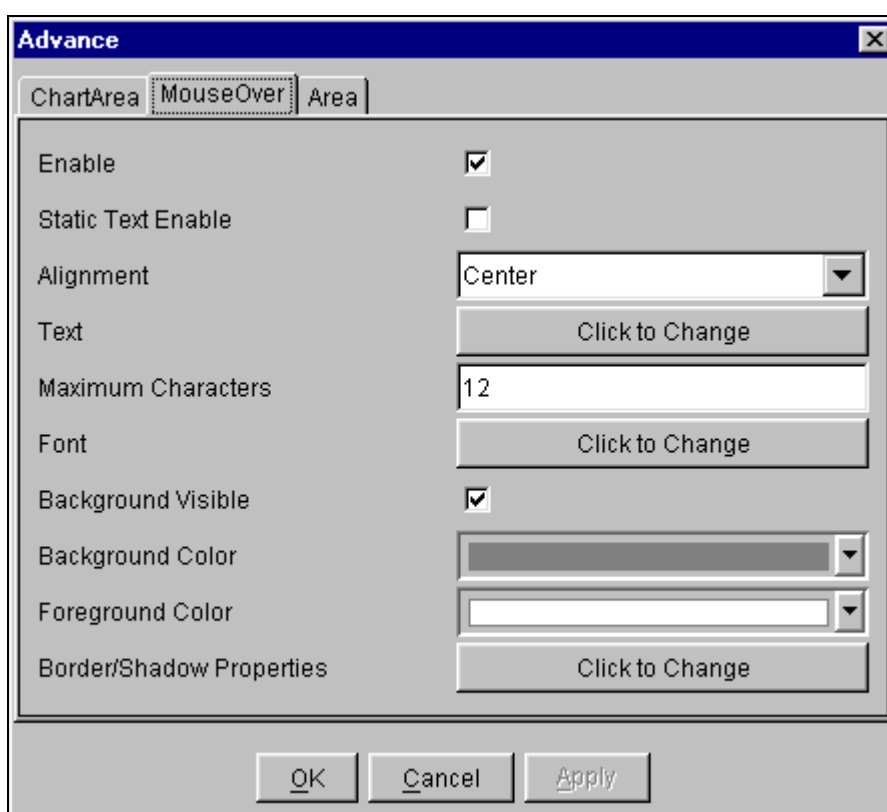 Advance
ChartArea MouseOver Area
Enable
Static Text Enable
Alignment Center
Text Click to Change
Maximum Characters 12
Font Click to Change
Background Visible
Background Color
Foreground Color
Border/Shadow Properties Click to Change
OK Cancel Apply